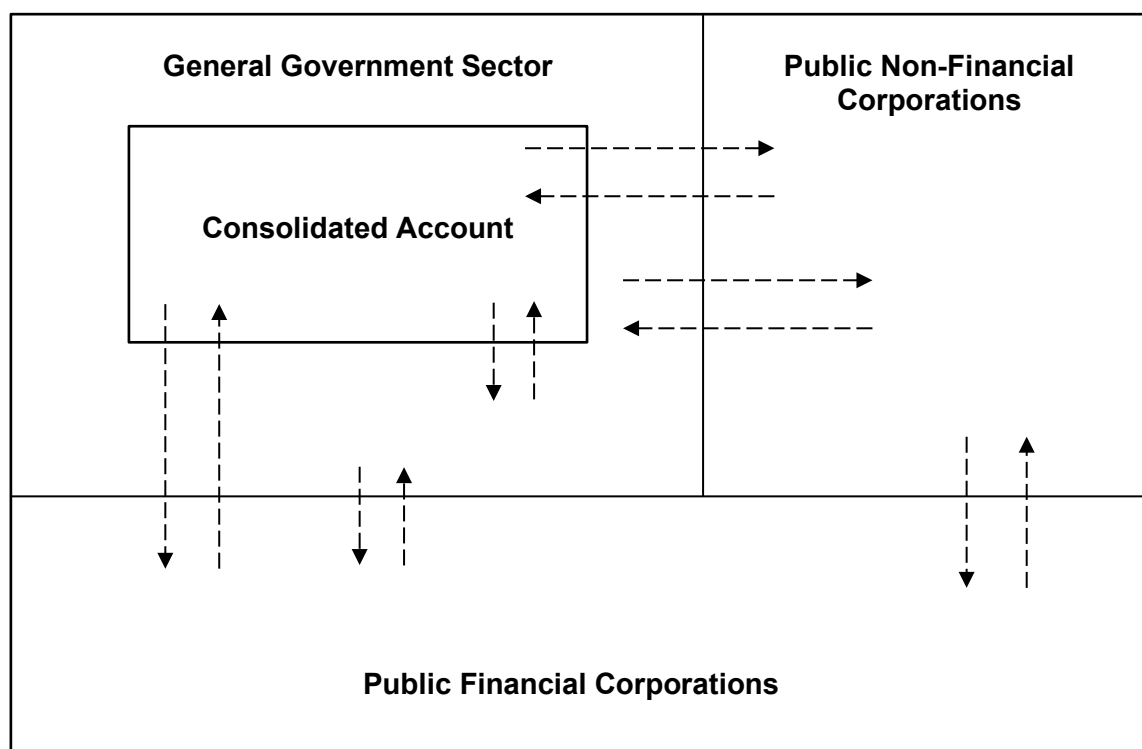 General Government Sector
Public Non-Financial
Corporations
Consolidated Account
Public Financial Corporations